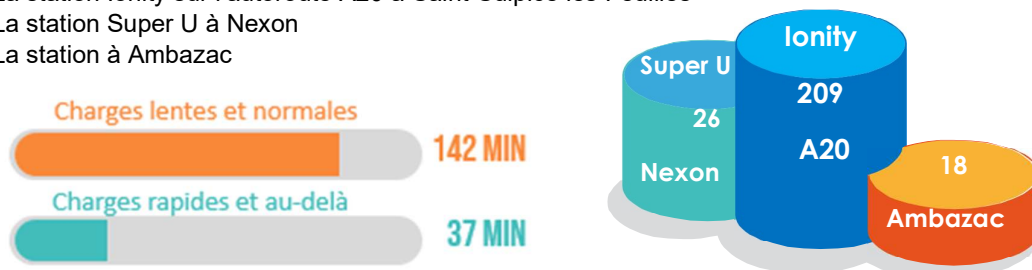 La station Super U à Nexon
La station à Ambazac
Charges lentes et normales
142 MIN
Charges rapides et au-delà
37 MIN
Super U
26
Nexon
Ionity
209
A20
18
Ambazac